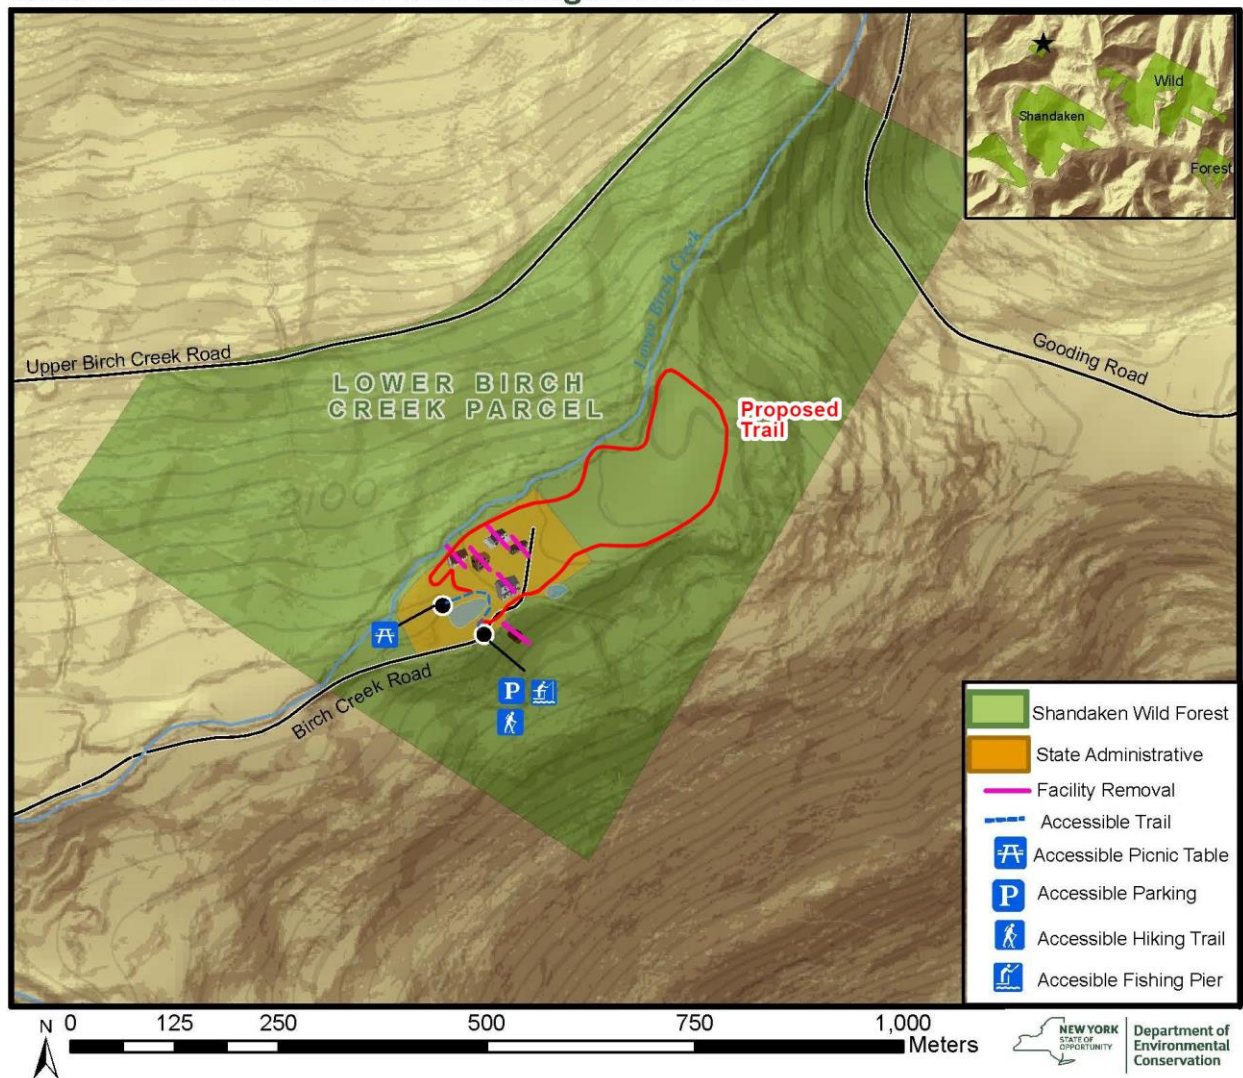 Wild
Shandaken
Forest
Lower Birch Creek
Upper Birch Creek Road
Gooding Road
LOWER BIRCH
CREEK PARCEL
Proposed
Trail
3100
Birch Creek Road
P
Shandaken Wild Forest
State Administrative
Facility Removal
Accessible Trail
Accessible Picnic Table
P
Accessible Parking
Accessible Hiking Trail
Accesible Fishing Pier
N
0 125 250 500 750 1,000
Meters
NEW YORK
STATE OF
OPPORTUNITY
Department of
Environmental
Conservation